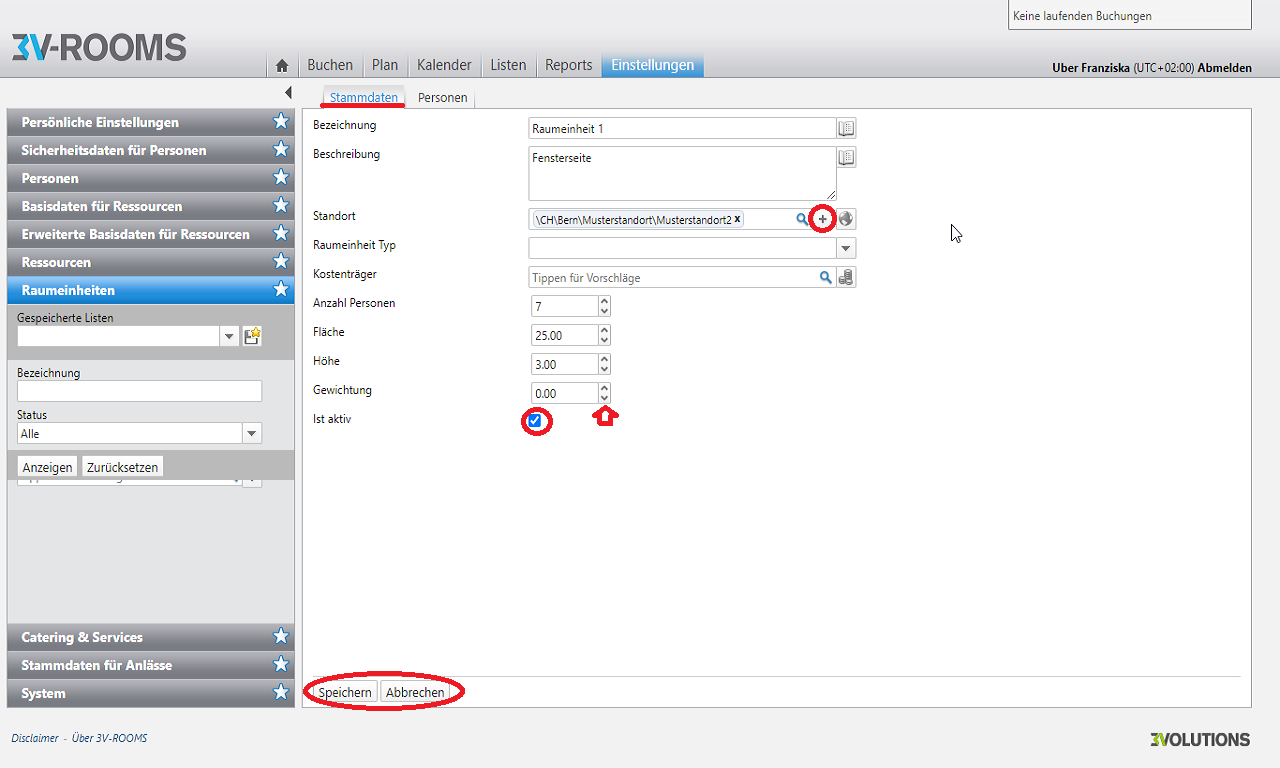 Keine laufenden Buchungen
3V-ROOMS
Buchen Plan Kalender Listen Reports Einstellungen
Uber Franziska (UTC+02:00) Abmelden
Stammdaten Personen
Persönliche Einstellungen
Sicherheitsdaten für Personen
Personen
Basisdaten für Ressourcen
Erweiterte Basisdaten für Ressourcen
Ressourcen
Raumeinheiten
Gespeicherte Listen
Bezeichnung
Status
Alle
Anzeigen Zurücksetzen
Catering & Services
Stammdaten für Anlässe
System
Bezeichnung Raumeinheit 1
Beschreibung Fensterseite
Standort \CH\Bern\Musterstandort\Musterstandort2 x
Raumeinheit Typ
Kostenträger Tippen für Vorschläge
Anzahl Personen 7
Fläche 25.00
Höhe 3.00
Gewichtung 0.00
Ist aktiv
Speichern Abbrechen
Disclaimer - Über 3V-ROOMS
3VOLUTIONS